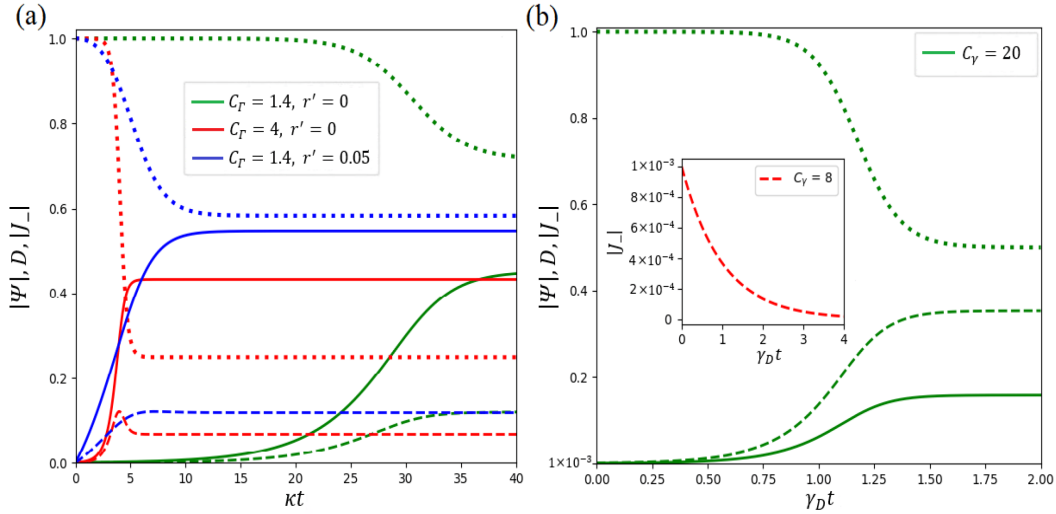 (a)
|Ψ|, D, |J_|
1.0
0.8
0.6
0.4
0.2
0.0
C_Γ = 1.4, r′ = 0
C_Γ = 4, r′ = 0
C_Γ = 1.4, r′ = 0.05
0 5 10 15 20 25 30 35 40
κt
(b)
|Ψ|, D, |J_|
1.0
0.8
0.6
0.4
0.2
1×10⁻³
C_γ = 20
|J_|
1×10⁻³
8×10⁻⁴
6×10⁻⁴
4×10⁻⁴
2×10⁻⁴
0
C_γ = 8
0 1 2 3 4
γ_D t
0.00 0.25 0.50 0.75 1.00 1.25 1.50 1.75 2.00
γ_D t